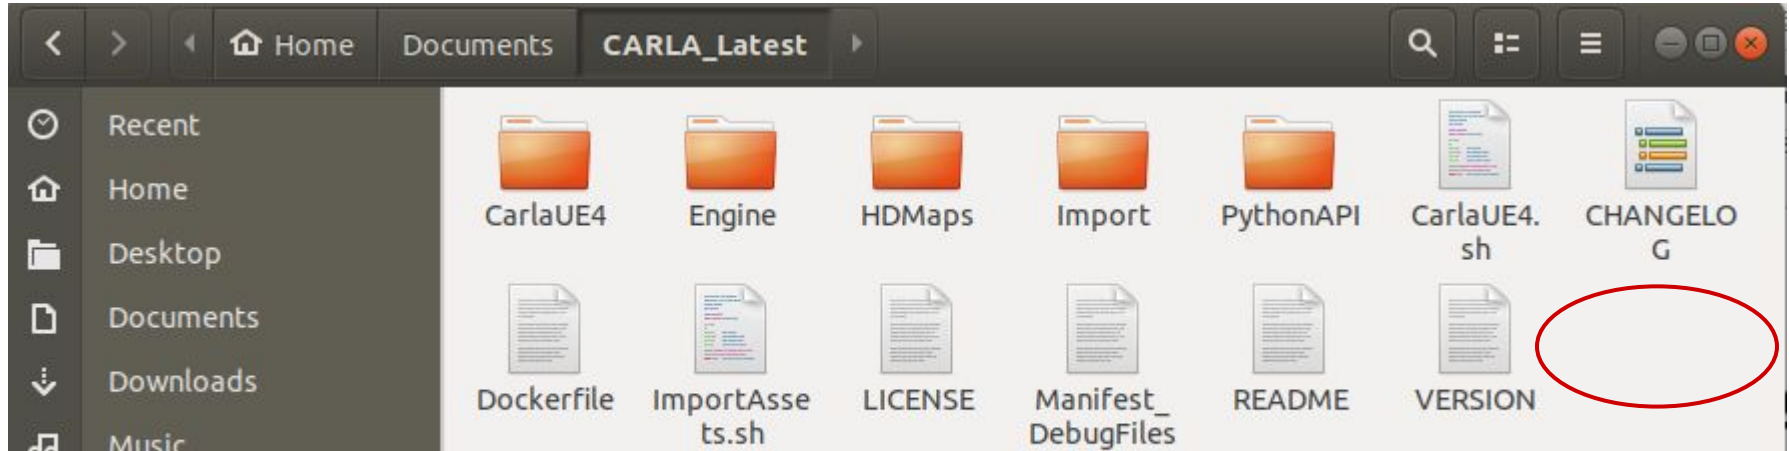 Home Documents CARLA_Latest
Recent
Home
Desktop
Documents
Downloads
Music
CarlaUE4 Engine HDMaps Import PythonAPI CarlaUE4. CHANGELO
sh G
Dockerfile ImportAsse LICENSE Manifest_ README VERSION
ts.sh DebugFiles